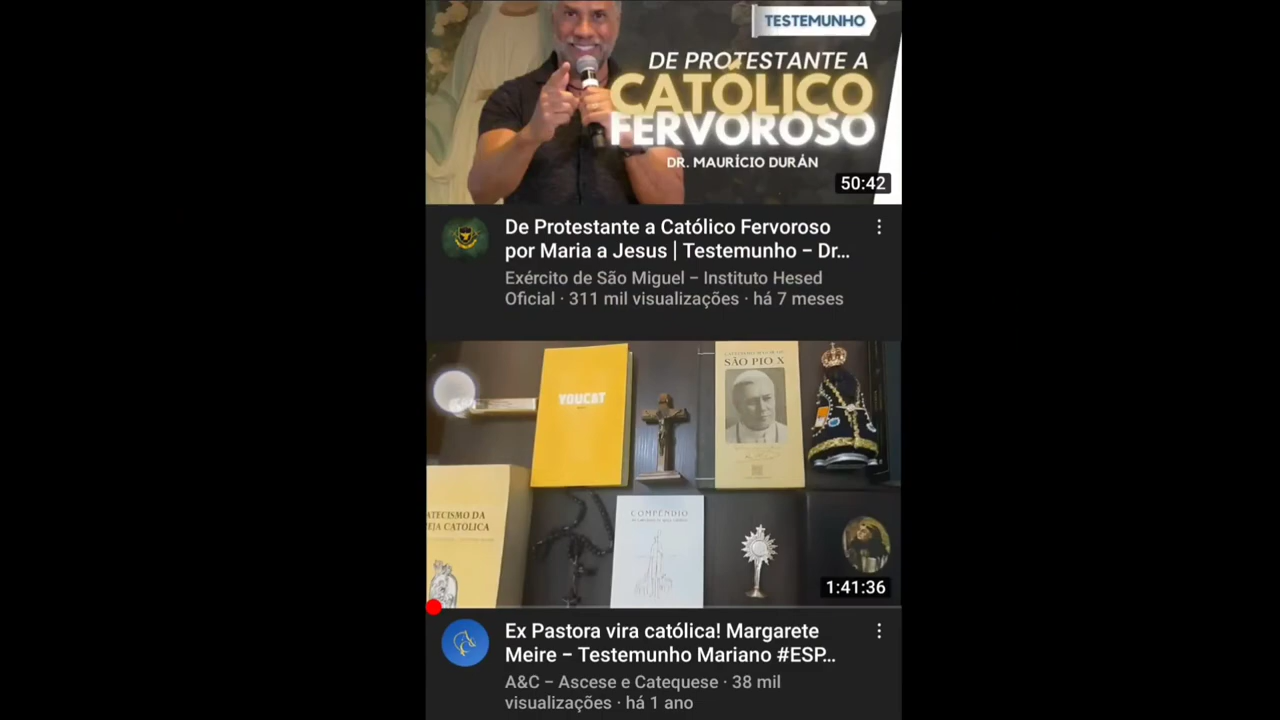 TESTEMUNHO
DE PROTESTANTE A
CATÓLICO
FERVOROSO
DR. MAURÍCIO DURÁN
50:42
De Protestante a Católico Fervoroso
por Maria a Jesus | Testemunho – Dr...
Exército de São Miguel – Instituto Hesed
Oficial · 311 mil visualizações · há 7 meses
YOUCAT
SÃO PIO X
COMPÊNDIO
ATECISMO DA
EJA CATÓLICA
1:41:36
Ex Pastora vira católica! Margarete
Meire – Testemunho Mariano #ESP...
A&C – Ascese e Catequese · 38 mil
visualizações · há 1 ano